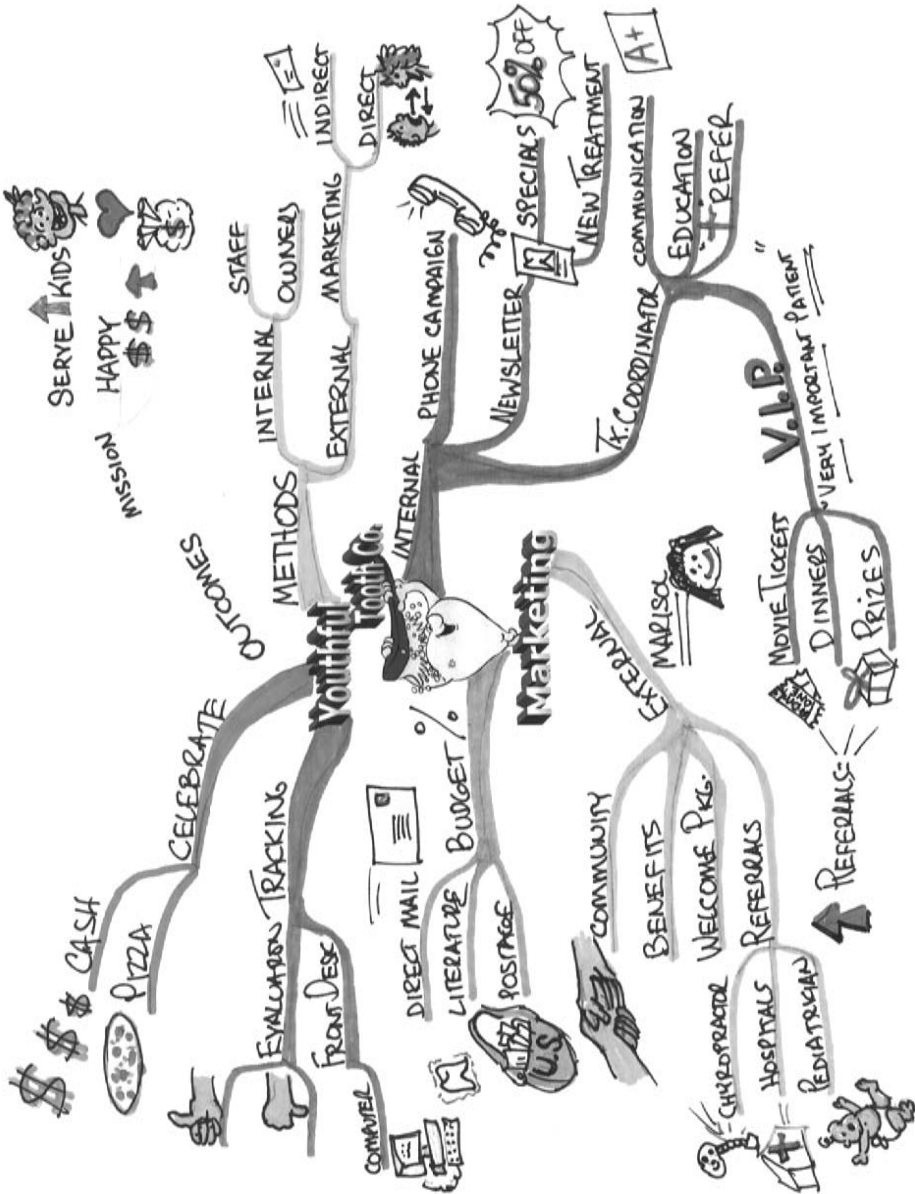 $ $ $
CASH
PIZZA
CELEBRATE
EVALUATION
TRACKING
FRONT DESK
COMPUTER
OUTCOMES
MISSION
SERVE KIDS
HAPPY
$ $
$
METHODS
INTERNAL
STAFF
OWNERS
EXTERNAL
MARKETING
INDIRECT
DIRECT
Youthful
Tooth Co.
Marketing
%
BUDGET
DIRECT MAIL
LITERATURE
POSTAGE
U.S.
INTERNAL
PHONE CAMPAIGN
NEWSLETTER
SPECIALS
50% OFF
NEW TREATMENT
TX. COORDINATOR
COMMUNICATION
A+
EDUCATION
REFER
V.I.P.
"VERY IMPORTANT PATIENT"
MOVIE TICKETS
DINNERS
PRIZES
EXTERNAL
MARISOL
COMMUNITY
BENEFITS
WELCOME PKG.
REFERRALS
CHYROPRACTOR
HOSPITALS
PEDIATRICIAN
REFERRALS=